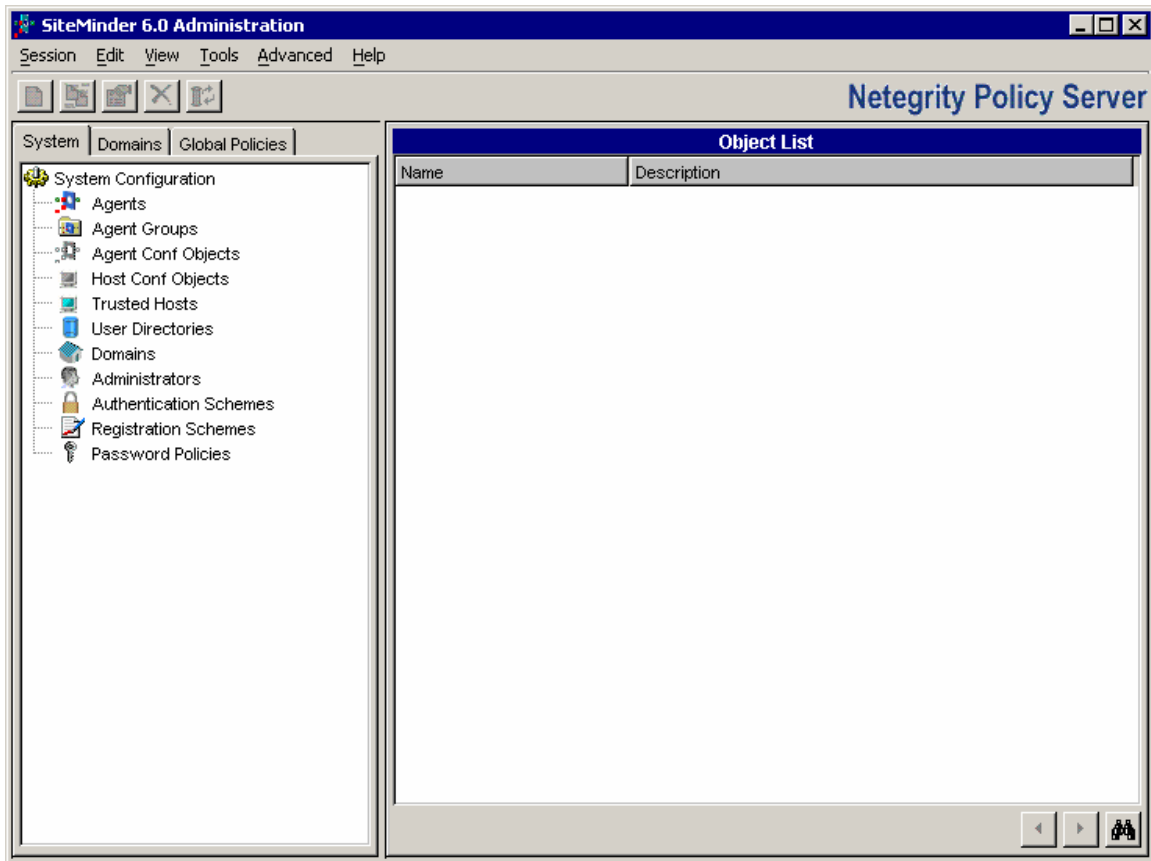 SiteMinder 6.0 Administration
Session Edit View Tools Advanced Help
Netegrity Policy Server
System Domains Global Policies
Object List
Name Description
System Configuration
Agents
Agent Groups
Agent Conf Objects
Host Conf Objects
Trusted Hosts
User Directories
Domains
Administrators
Authentication Schemes
Registration Schemes
Password Policies